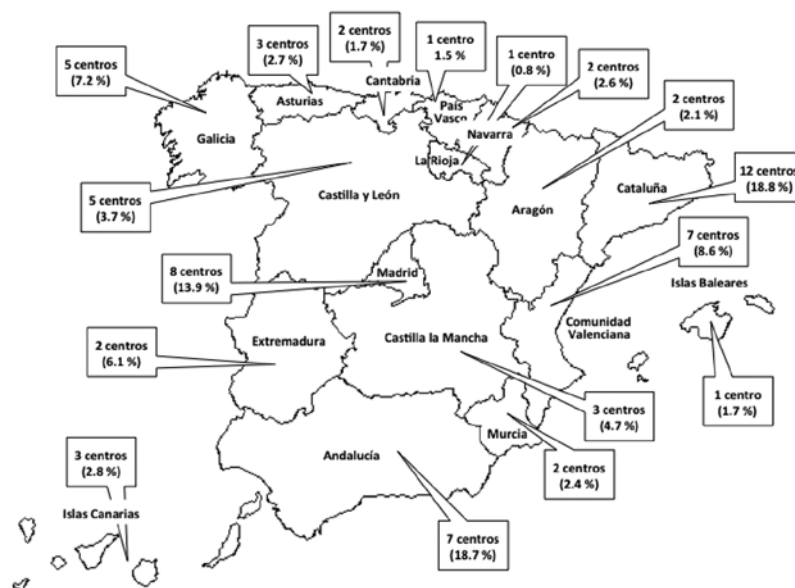 2 centros
(1.7 %)
1 centro
1.5 %
1 centro
(0.8 %)
3 centros
(2.7 %)
2 centros
(2.6 %)
5 centros
(7.2 %)
2 centros
(2.1 %)
Cantabria
Asturias
País
Vasco
Navarra
Galicia
La Rioja
12 centros
(18.8 %)
Cataluña
5 centros
(3.7 %)
Castilla y León
Aragón
7 centros
(8.6 %)
8 centros
(13.9 %)
Madrid
Islas Baleares
Extremadura
Castilla la Mancha
Comunidad
Valenciana
2 centros
(6.1 %)
1 centro
(1.7 %)
3 centros
(4.7 %)
Murcia
Andalucía
3 centros
(2.8 %)
2 centros
(2.4 %)
Islas Canarias
7 centros
(18.7 %)